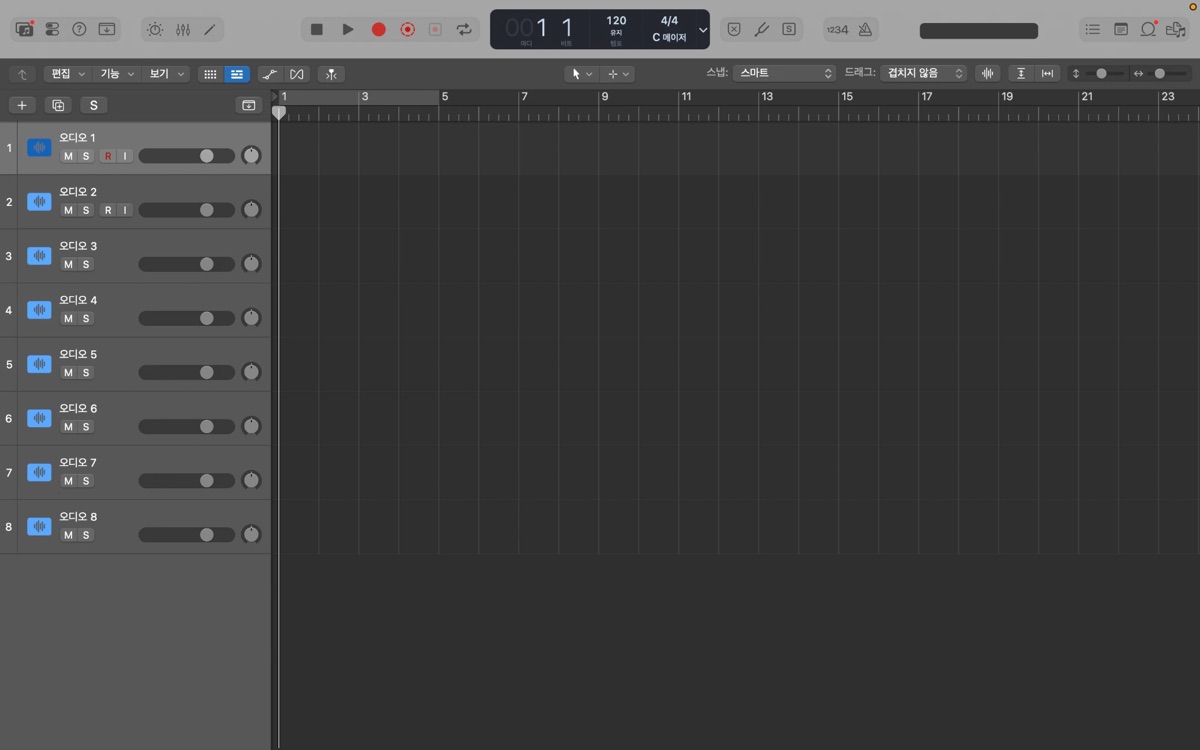 001 1
마디 비트
120
유지
템포
4/4
C 메이저
S
1234
편집 기능 보기
스냅: 스마트 드래그: 겹치지 않음
S
1 3 5 7 9 11 13 15 17 19 21 23
1 오디오 1
M S R I
2 오디오 2
M S R I
3 오디오 3
M S
4 오디오 4
M S
5 오디오 5
M S
6 오디오 6
M S
7 오디오 7
M S
8 오디오 8
M S